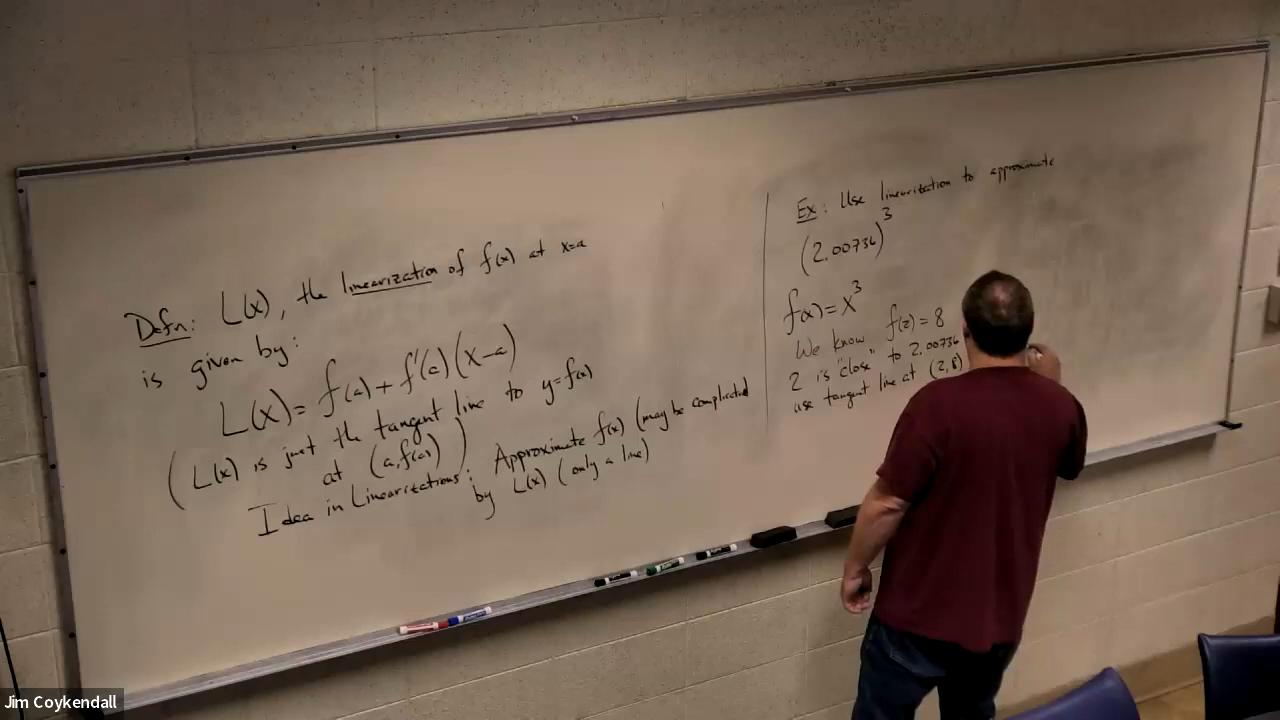 Defn: L(x), the linearization of f(x) at x=a
is given by:
L(x) = f(a) + f'(a)(x-a)
(L(x) is just the tangent line to y=f(x)
at (a,f(a)))
Idea in Linearizations: Approximate f(x) (may be complicated
by L(x) (only a line)
Ex: Use linearization to approximate
(2.00736)^3
f(x) = x^3
We know f(2) = 8
2 is "close" to 2.00736
use tangent line at (2,8)
Jim Coykendall